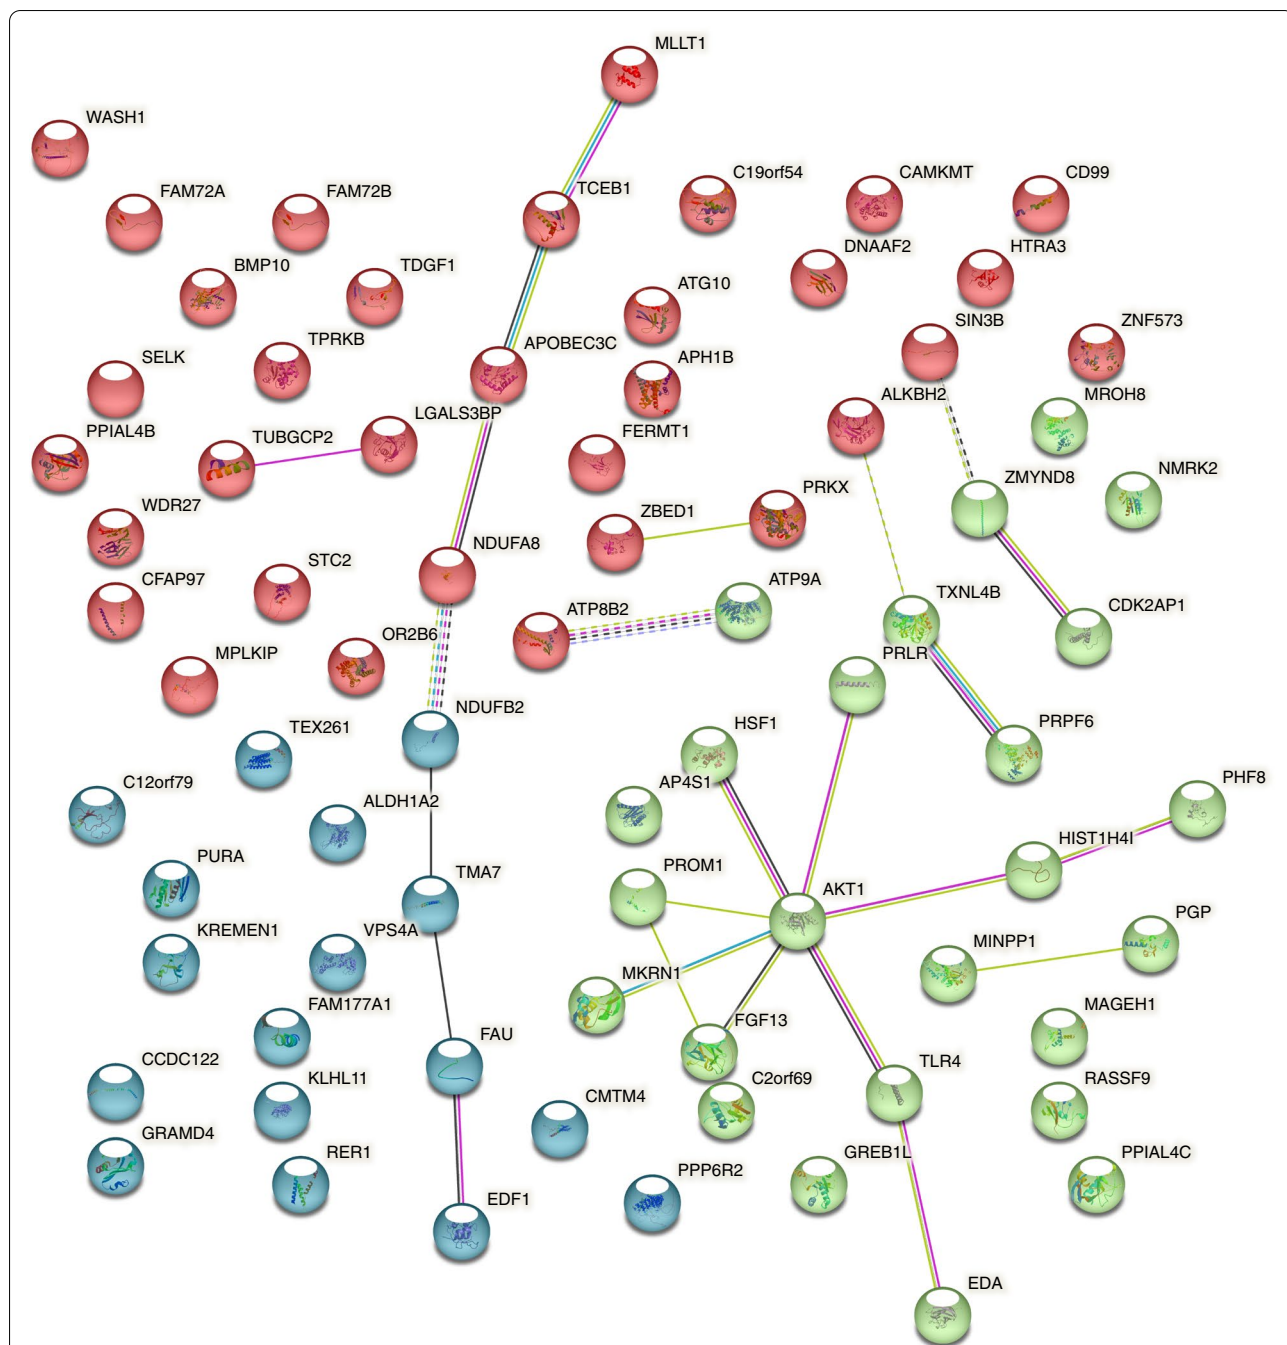 MLLT1
WASH1
C19orf54
CAMKMT
CD99
TCEB1
FAM72A
FAM72B
DNAAF2
HTRA3
BMP10
TDGF1
ATG10
SIN3B
ZNF573
APOBEC3C
TPRKB
SELK
APH1B
ALKBH2
MROH8
LGALS3BP
PPIAL4B
TUBGCP2
FERMT1
ZMYND8
NMRK2
PRKX
WDR27
ZBED1
NDUFA8
STC2
CFAP97
ATP9A
TXNL4B
ATP8B2
CDK2AP1
OR2B6
PRLR
MPLKIP
NDUFB2
HSF1
PRPF6
TEX261
C12orf79
AP4S1
PHF8
ALDH1A2
HIST1H4I
PURA
TMA7
PROM1
AKT1
PGP
KREMEN1
VPS4A
MINPP1
MKRN1
FAM177A1
FGF13
MAGEH1
FAU
TLR4
CCDC122
KLHL11
C2orf69
RASSF9
CMTM4
GRAMD4
RER1
GREB1L
PPIAL4C
PPP6R2
EDF1
EDA